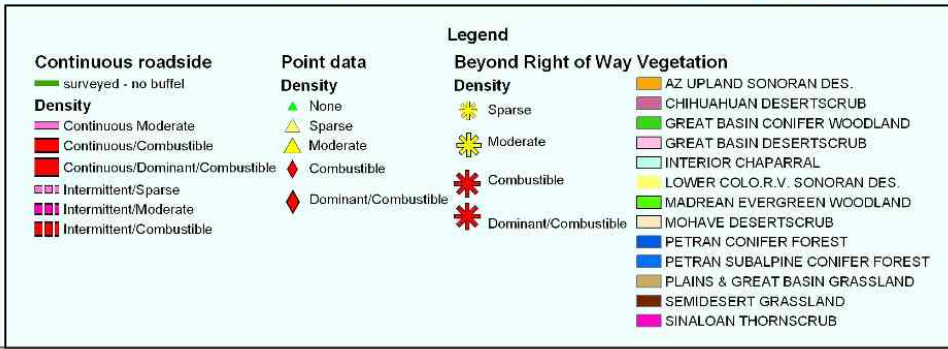 Legend
Continuous roadside
surveyed - no buffel
Density
Continuous Moderate
Continuous/Combustible
Continuous/Dominant/Combustible
Intermittent/Sparse
Intermittent/Moderate
Intermittent/Combustible
Point data
Density
None
Sparse
Moderate
Combustible
Dominant/Combustible
Beyond Right of Way
Density
Sparse
Moderate
Combustible
Dominant/Combustible
Vegetation
AZ UPLAND SONORAN DES.
CHIHUAHUAN DESERTSCRUB
GREAT BASIN CONIFER WOODLAND
GREAT BASIN DESERTSCRUB
INTERIOR CHAPARRAL
LOWER COLO.R.V. SONORAN DES.
MADREAN EVERGREEN WOODLAND
MOHAVE DESERTSCRUB
PETRAN CONIFER FOREST
PETRAN SUBALPINE CONIFER FOREST
PLAINS & GREAT BASIN GRASSLAND
SEMIDESERT GRASSLAND
SINALOAN THORNSCRUB